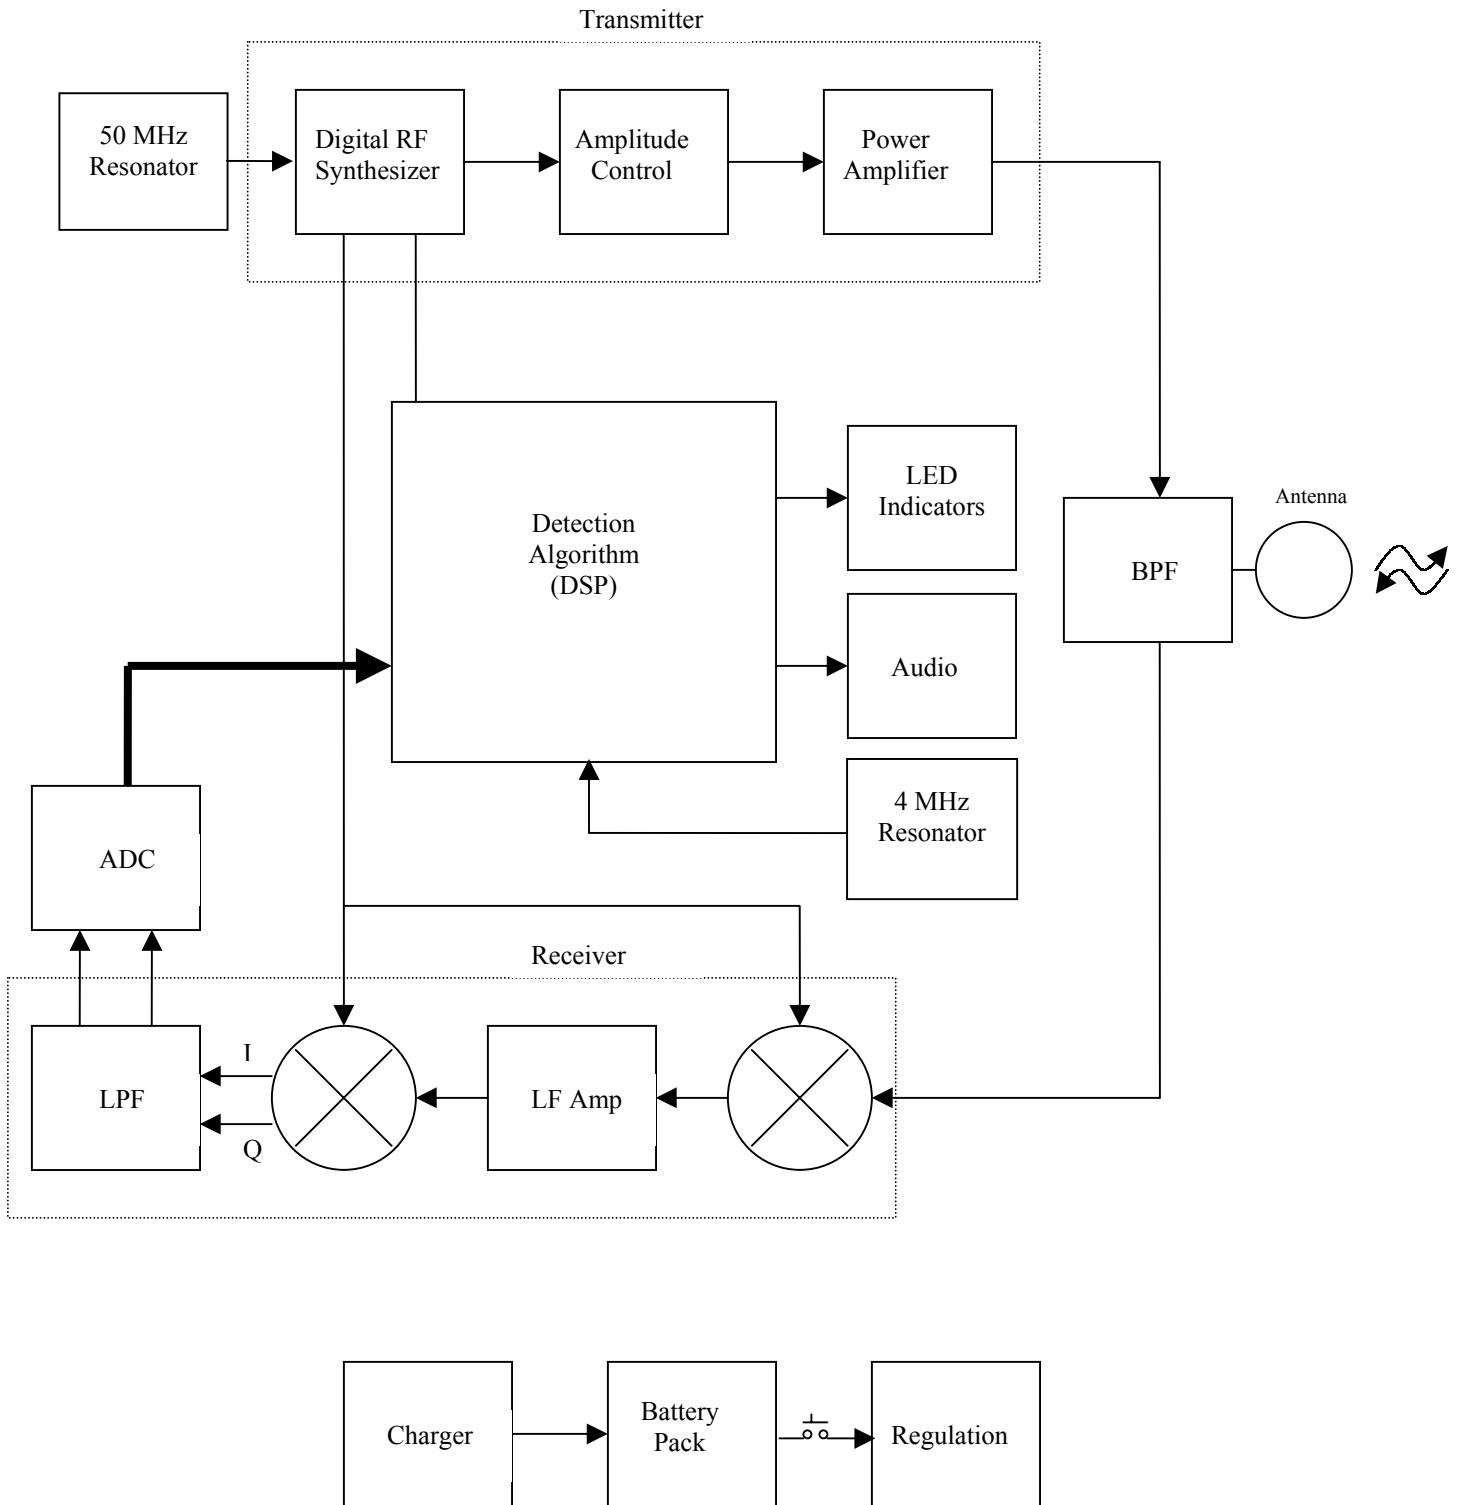 Transmitter
50 MHz
Resonator
Digital RF
Synthesizer
Amplitude
Control
Power
Amplifier
LED
Indicators
Antenna
Detection
Algorithm
(DSP)
BPF
Audio
4 MHz
Resonator
ADC
Receiver
I
LPF
LF Amp
Q
Charger
Battery
Pack
Regulation